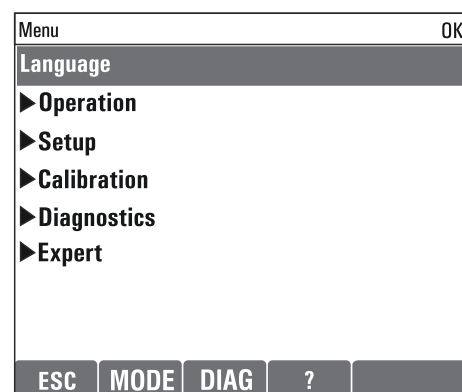 Menu OK
Language
▶Operation
▶Setup
▶Calibration
▶Diagnostics
▶Expert
ESC MODE DIAG ?